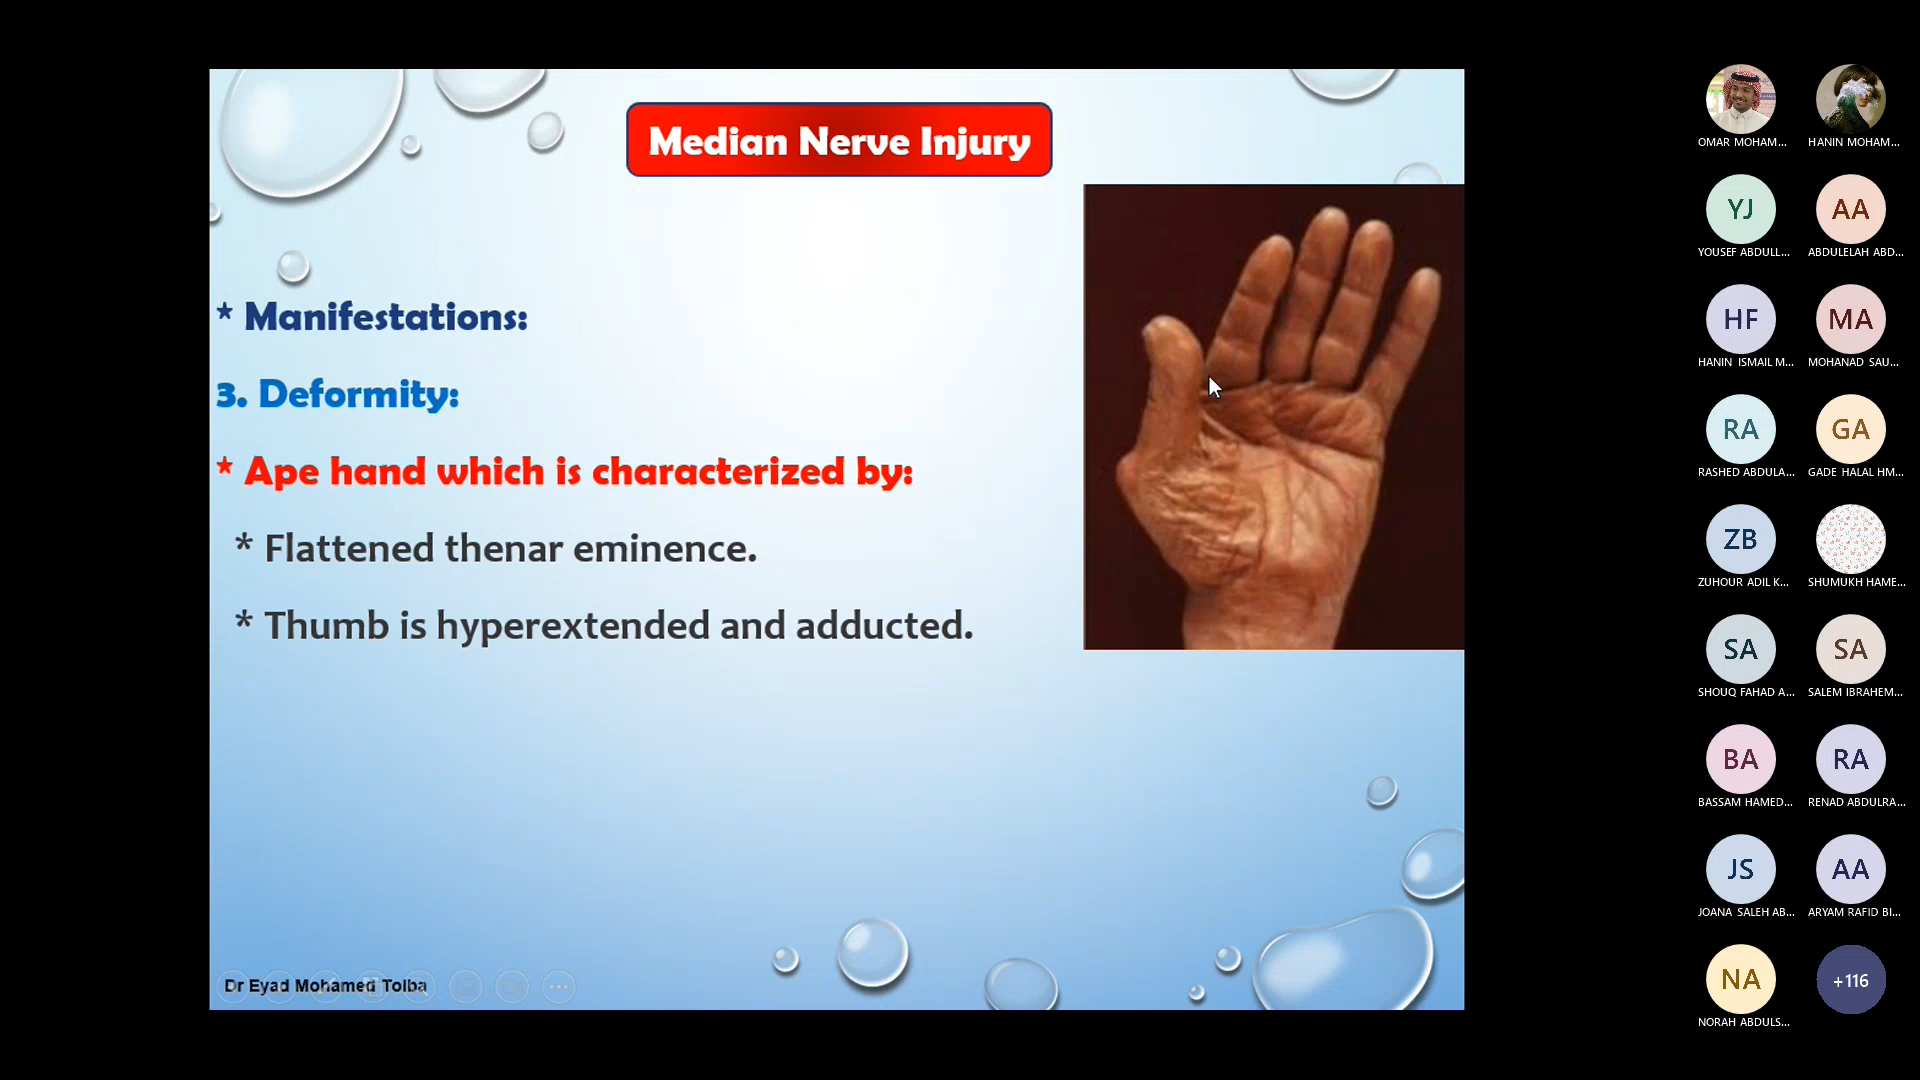 Median Nerve Injury
* Manifestations:
3. Deformity:
* Ape hand which is characterized by:
* Flattened thenar eminence.
* Thumb is hyperextended and adducted.
Dr Eyad Mohamed Tolba
OMAR MOHAM...
HANIN MOHAM...
YJ
AA
YOUSEF ABDULL...
ABDULELAH ABD...
HF
MA
HANIN ISMAIL M...
MOHANAD SAU...
RA
GA
RASHED ABDULA...
GADE HALAL HM...
ZB
ZUHOUR ADIL K...
SHUMUKH HAME...
SA
SA
SHOUQ FAHAD A...
SALEM IBRAHEM...
BA
RA
BASSAM HAMED...
RENAD ABDULRA...
JS
AA
JOANA SALEH AB...
ARYAM RAFID BI...
NA
+116
NORAH ABDULS...